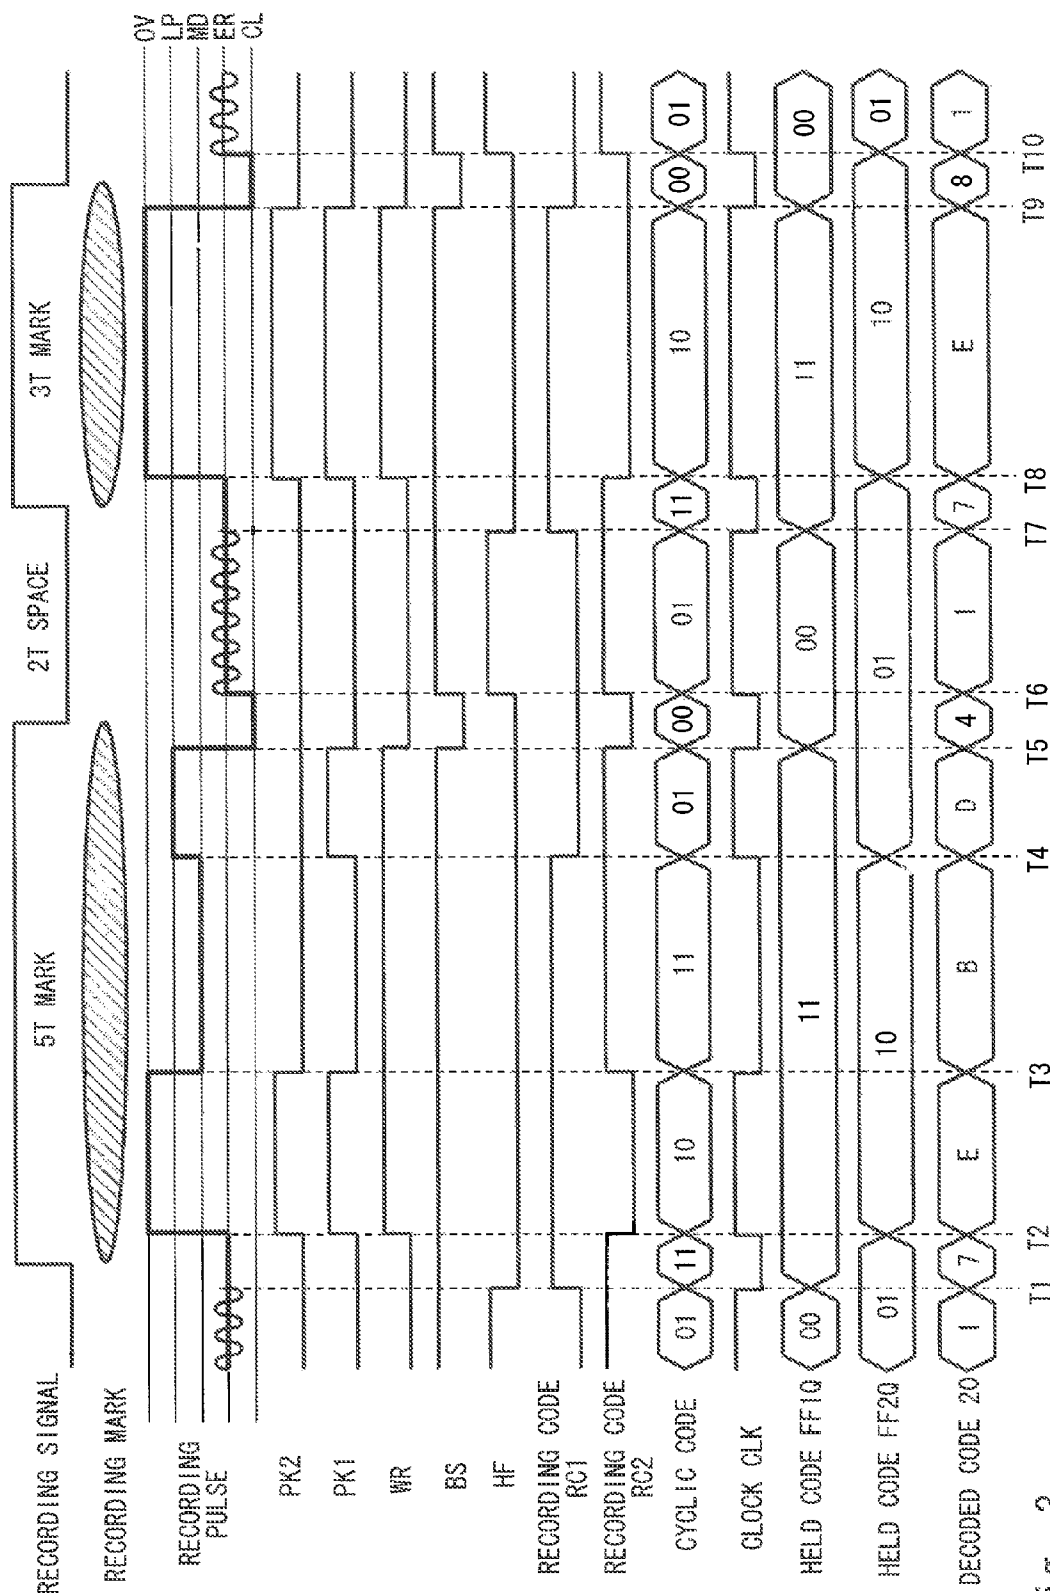 RECORDING SIGNAL
5T MARK
2T SPACE
3T MARK
RECORDING MARK
RECORDING
PULSE
OV
LP
MD
ER
CL
PK2
PK1
WR
BS
HF
RECORDING CODE
RC1
RECORDING CODE
RC2
CYCLIC CODE
01
11
10
11
01
00
01
11
10
00
01
CLOCK CLK
HELD CODE FF1Q
00
11
00
11
00
HELD CODE FF2Q
01
10
01
10
01
DECODED CODE 20
1
7
E
B
D
4
1
7
E
8
1
T1
T2
T3
T4
T5
T6
T7
T8
T9
T10